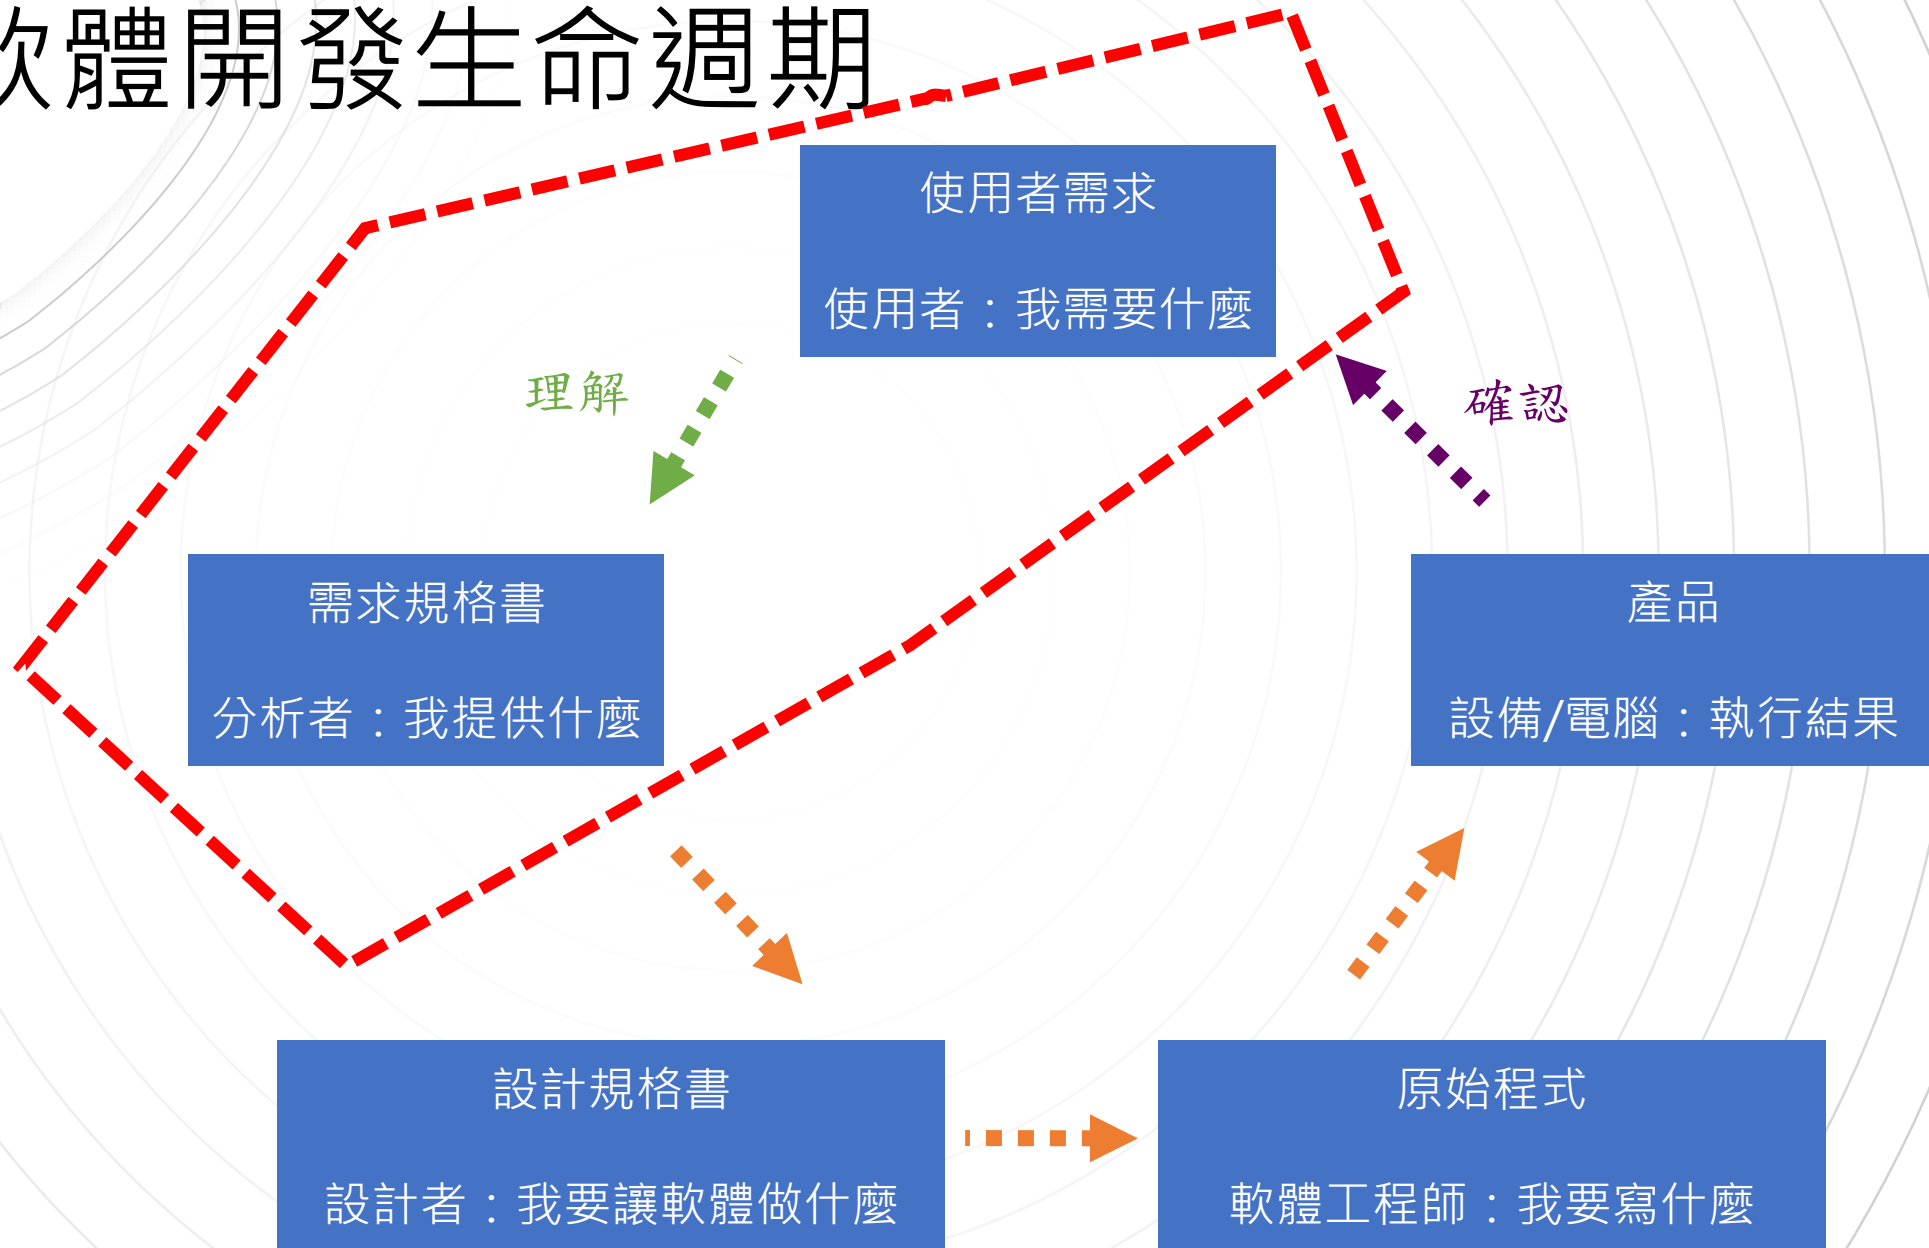 軟體開發生命週期
使用者需求
使用者：我需要什麼
理解
確認
需求規格書
分析者：我提供什麼
產品
設備/電腦：執行結果
設計規格書
設計者：我要讓軟體做什麼
原始程式
軟體工程師：我要寫什麼